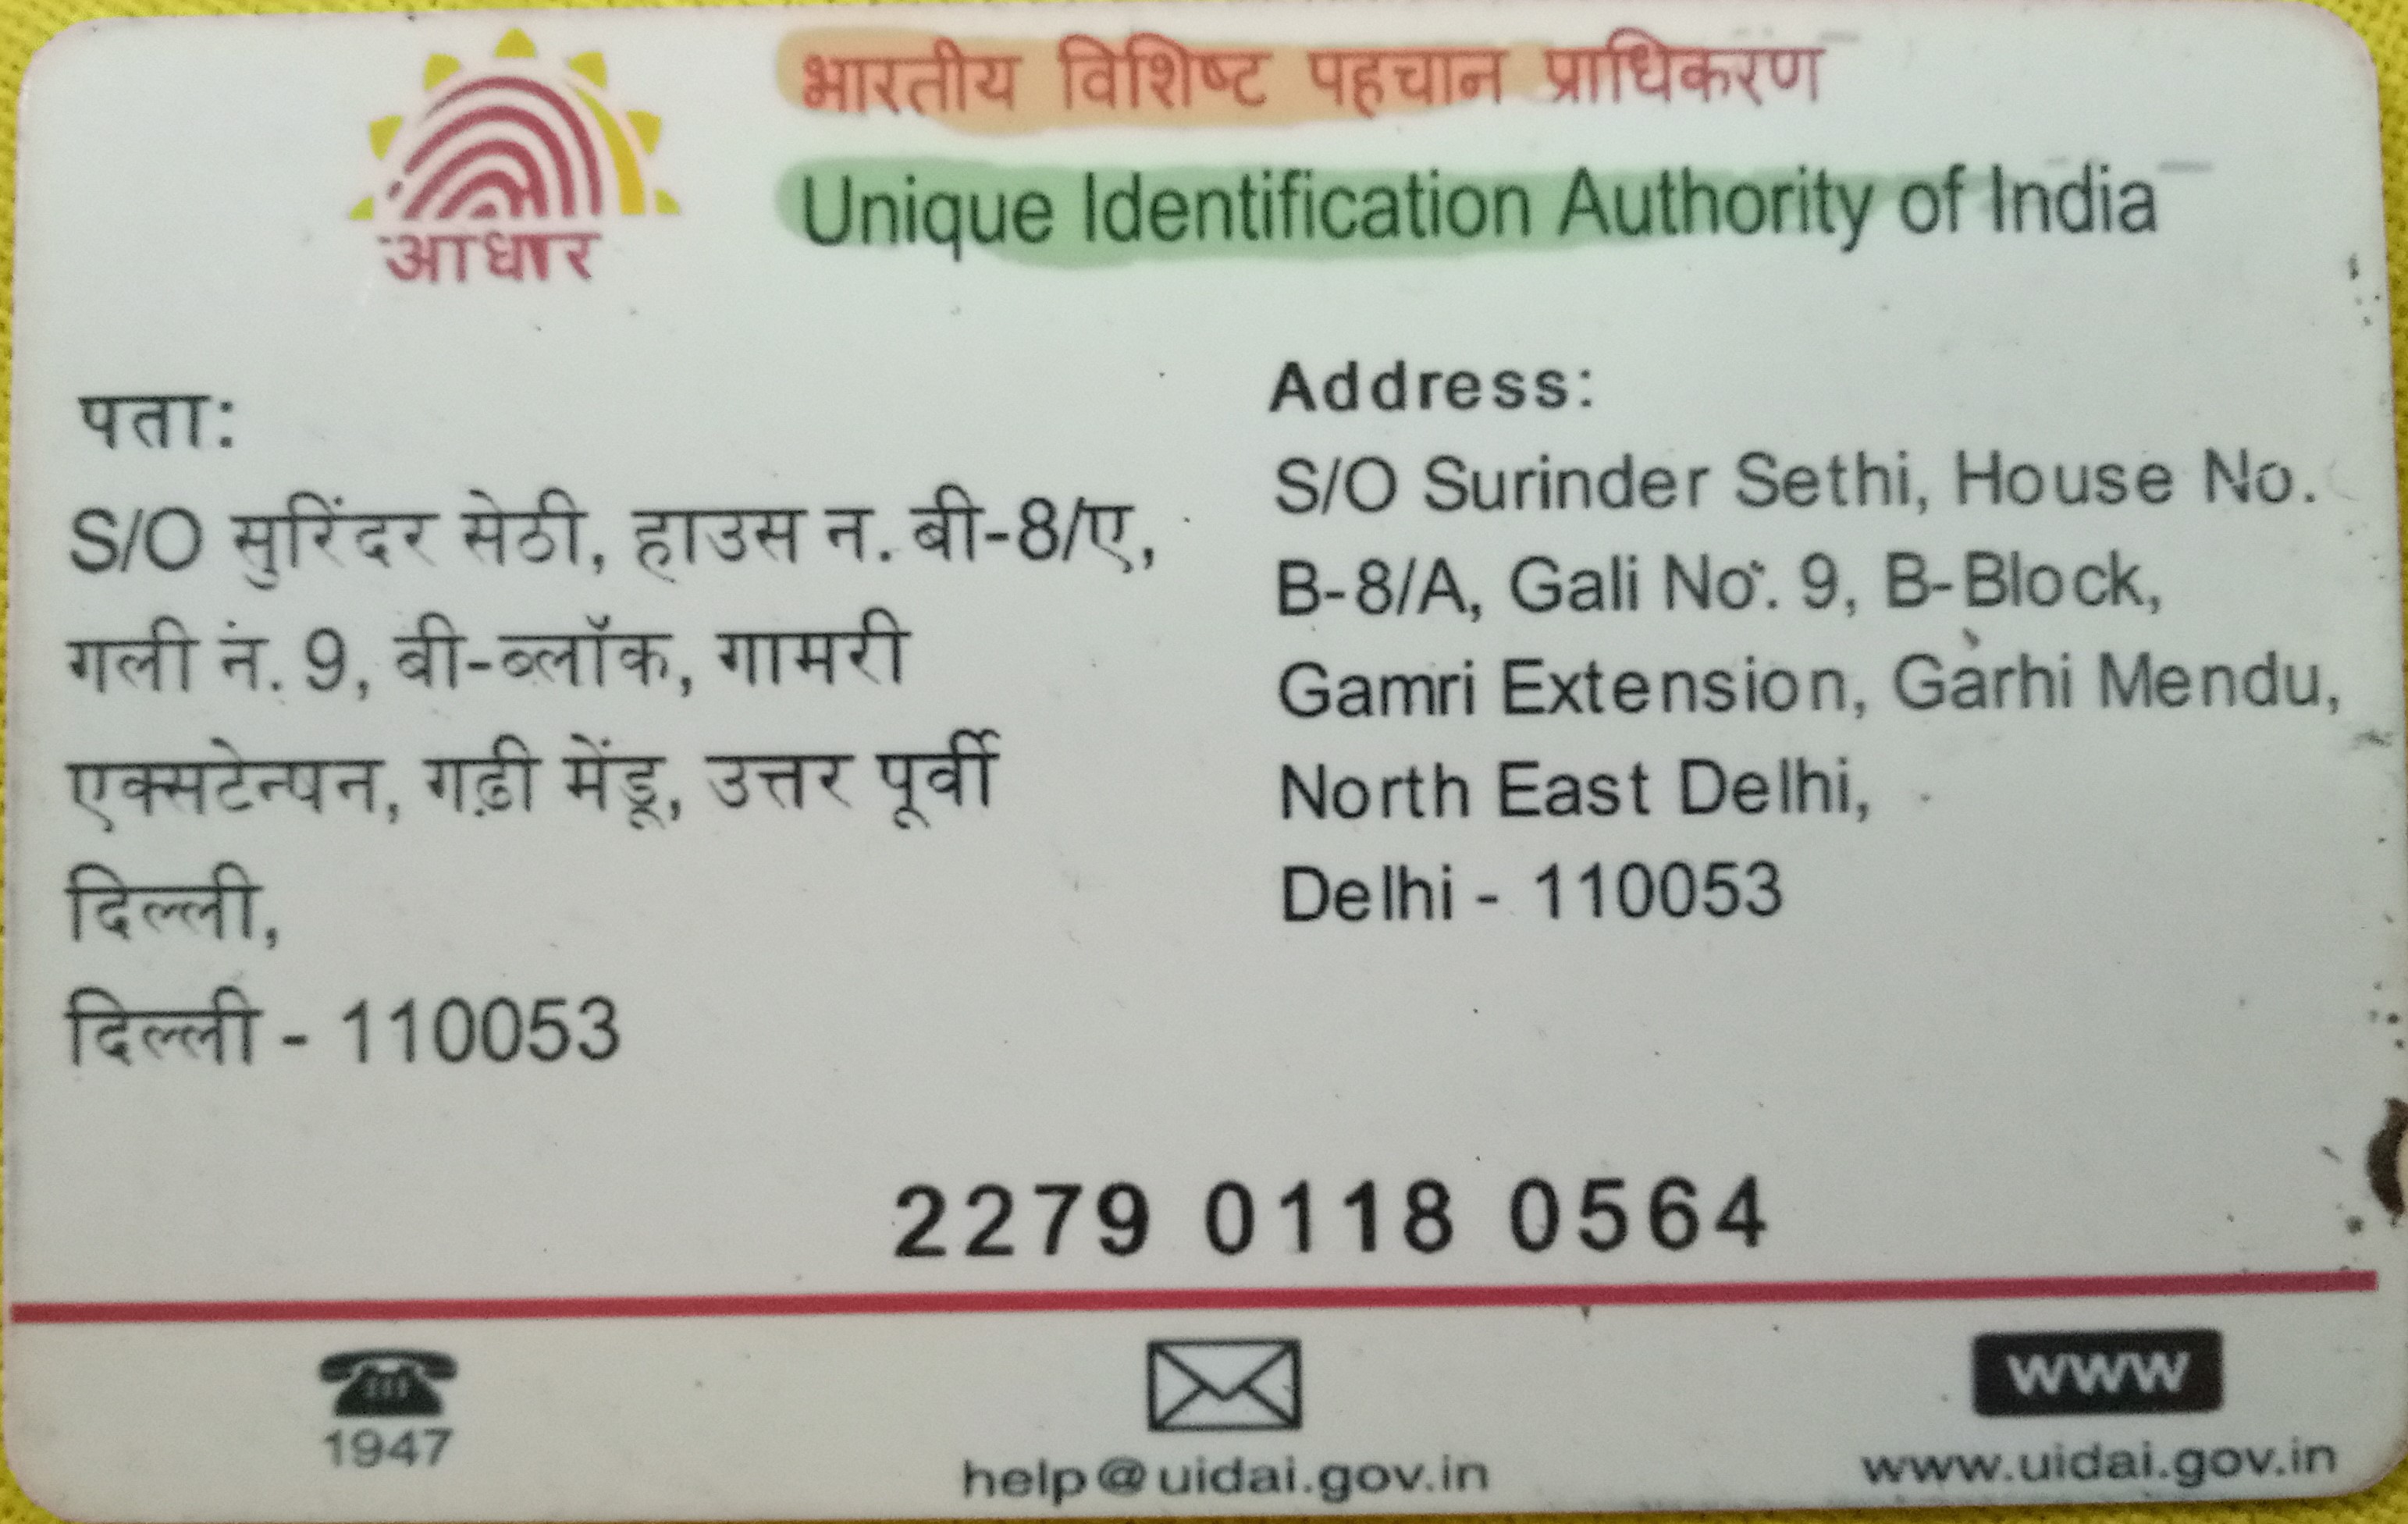 आधार
भारतीय विशिष्ट पहचान प्राधिकरण
Unique Identification Authority of India
पता:
S/O सुरिंदर सेठी, हाउस न. बी-8/ए,
गली नं. 9, बी-ब्लॉक, गामरी
एक्सटेन्षन, गढ़ी मेंडू, उत्तर पूर्वी
दिल्ली,
दिल्ली - 110053
Address:
S/O Surinder Sethi, House No.
B-8/A, Gali No. 9, B-Block,
Gamri Extension, Garhi Mendu,
North East Delhi,
Delhi - 110053
2279 0118 0564
1947
help@uidai.gov.in
www
www.uidai.gov.in